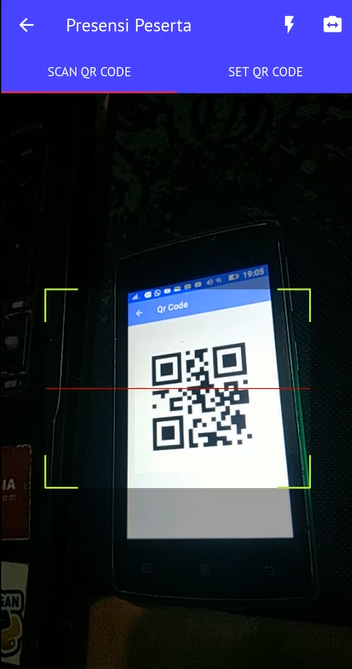 Presensi Peserta
SCAN QR CODE
SET QR CODE
19:05
Qr Code